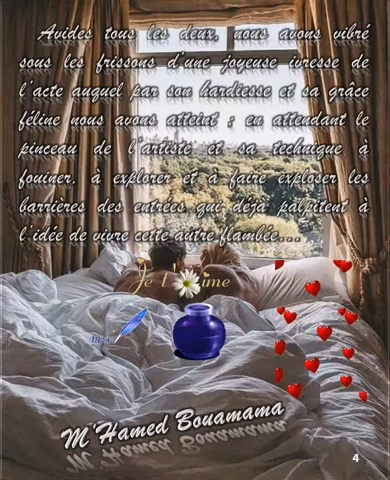 Avides tous les deux, nous avons vibré
sous les frissons d'une joyeuse ivresse de
l'acte auquel par son hardiesse et sa grâce
féline nous avons atteint ; en attendant le
pinceau de l'artiste et sa technique à
fouiner, à explorer et à faire exploser les
barrières des entrées qui déjà palpitent à
l'idée de vivre cette autre flambée...
Je t'aime
M'Hamed Bouamama
4